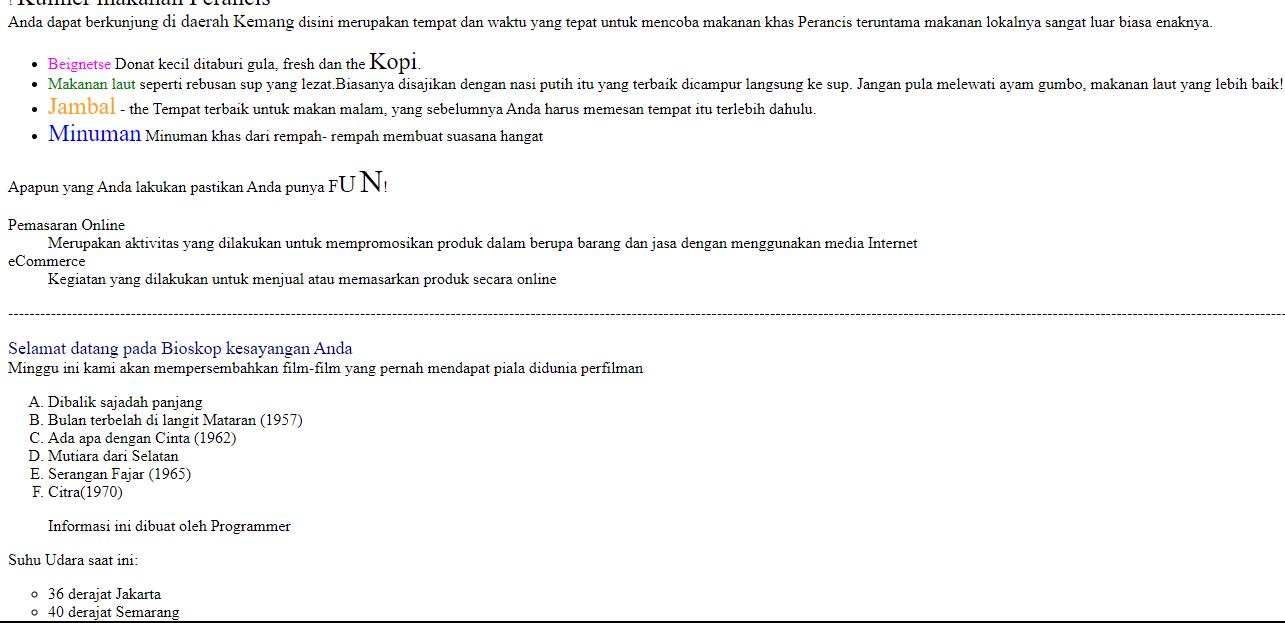 ! Kuliner makanan Perancis
Anda dapat berkunjung di daerah Kemang disini merupakan tempat dan waktu yang tepat untuk mencoba makanan khas Perancis teruntama makanan lokalnya sangat luar biasa enaknya.
• Beignetse Donat kecil ditaburi gula, fresh dan the Kopi.
• Makanan laut seperti rebusan sup yang lezat.Biasanya disajikan dengan nasi putih itu yang terbaik dicampur langsung ke sup. Jangan pula melewati ayam gumbo, makanan laut yang lebih baik!
• Jambal - the Tempat terbaik untuk makan malam, yang sebelumnya Anda harus memesan tempat itu terlebih dahulu.
• Minuman Minuman khas dari rempah- rempah membuat suasana hangat
Apapun yang Anda lakukan pastikan Anda punya FU N!
Pemasaran Online
Merupakan aktivitas yang dilakukan untuk mempromosikan produk dalam berupa barang dan jasa dengan menggunakan media Internet
eCommerce
Kegiatan yang dilakukan untuk menjual atau memasarkan produk secara online
Selamat datang pada Bioskop kesayangan Anda
Minggu ini kami akan mempersembahkan film-film yang pernah mendapat piala didunia perfilman
A. Dibalik sajadah panjang
B. Bulan terbelah di langit Mataran (1957)
C. Ada apa dengan Cinta (1962)
D. Mutiara dari Selatan
E. Serangan Fajar (1965)
F. Citra(1970)
Informasi ini dibuat oleh Programmer
Suhu Udara saat ini:
○ 36 derajat Jakarta
○ 40 derajat Semarang